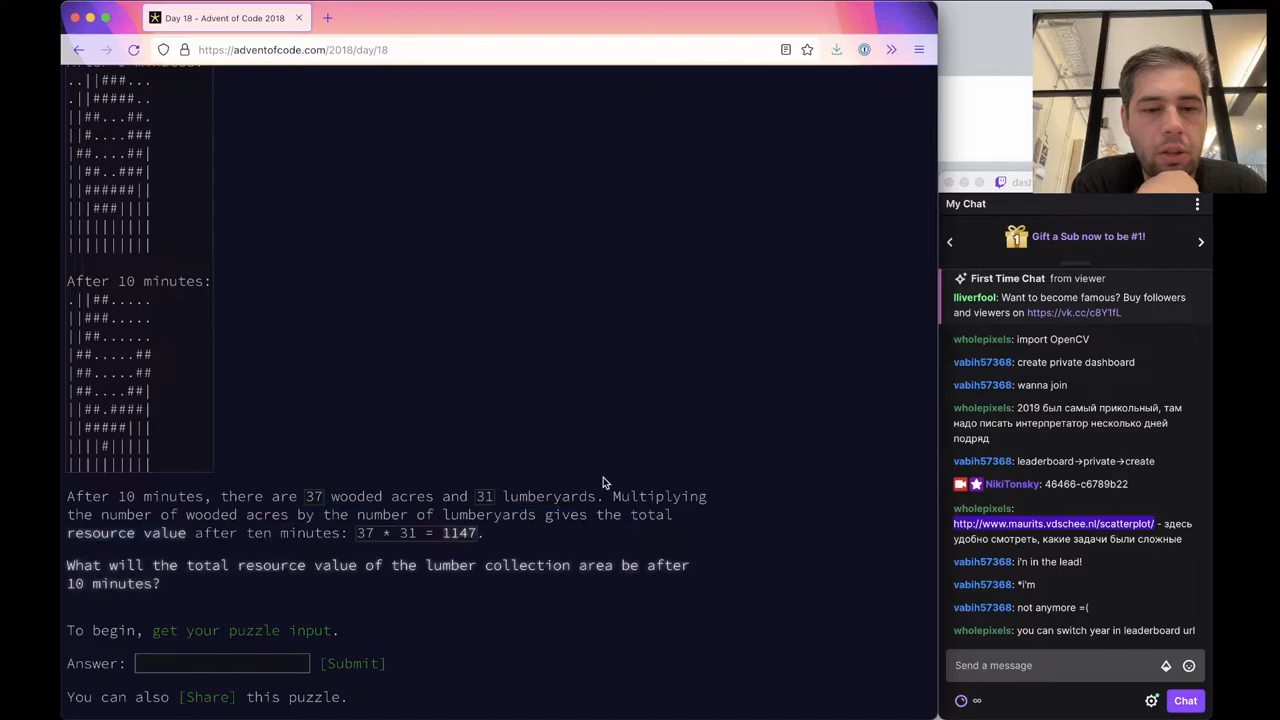 Day 18 - Advent of Code 2018
https://adventofcode.com/2018/day/18
..||###...
.||#####..
||##...##.
||#....###
|##....##|
||##..###|
||######||
|||###||||
||||||||||
||||||||||
After 10 minutes:
.||##.....
||###.....
||##......
|##.....##
|##.....##
|##....##|
||##.####|
||#####|||
||||#|||||
||||||||||
After 10 minutes, there are 37 wooded acres and 31 lumberyards. Multiplying
the number of wooded acres by the number of lumberyards gives the total
resource value after ten minutes: 37 * 31 = 1147.
What will the total resource value of the lumber collection area be after
10 minutes?
To begin, get your puzzle input.
Answer:
[Submit]
You can also [Share] this puzzle.
My Chat
Gift a Sub now to be #1!
First Time Chat from viewer
lliverfool: Want to become famous? Buy followers
and viewers on https://vk.cc/c8Y1fL
wholepixels: import OpenCV
vabih57368: create private dashboard
vabih57368: wanna join
wholepixels: 2019 был самый прикольный, там
надо писать интерпретатор несколько дней
подряд
vabih57368: leaderboard→private→create
NikiTonsky: 46466-c6789b22
wholepixels:
http://www.maurits.vdschee.nl/scatterplot/ - здесь
удобно смотреть, какие задачи были сложные
vabih57368: i'n in the lead!
vabih57368: *i'm
vabih57368: not anymore =(
wholepixels: you can switch year in leaderboard url
Send a message
Chat